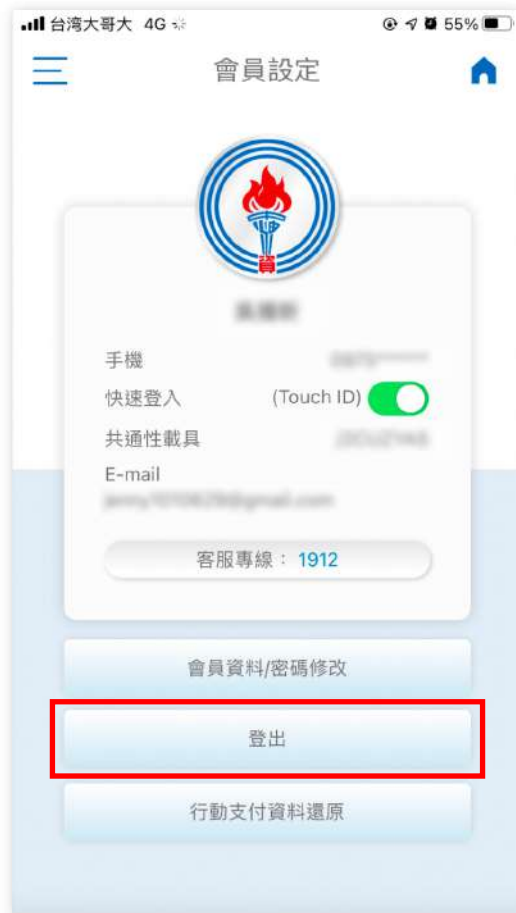 台湾大哥大 4G 55%
會員設定
資
手機
快速登入 (Touch ID)
共通性載具
E-mail
客服專線：1912
會員資料/密碼修改
登出
行動支付資料還原